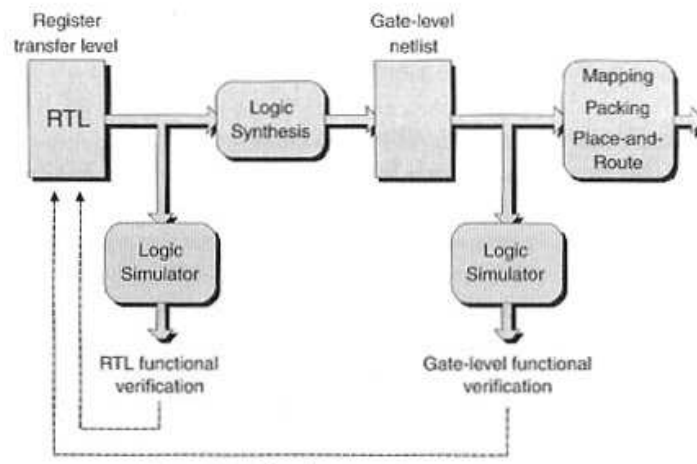 Register
transfer level
Gate-level
netlist
RTL
Logic
Synthesis
Mapping
Packing
Place-and-
Route
Logic
Simulator
Logic
Simulator
RTL functional
verification
Gate-level functional
verification